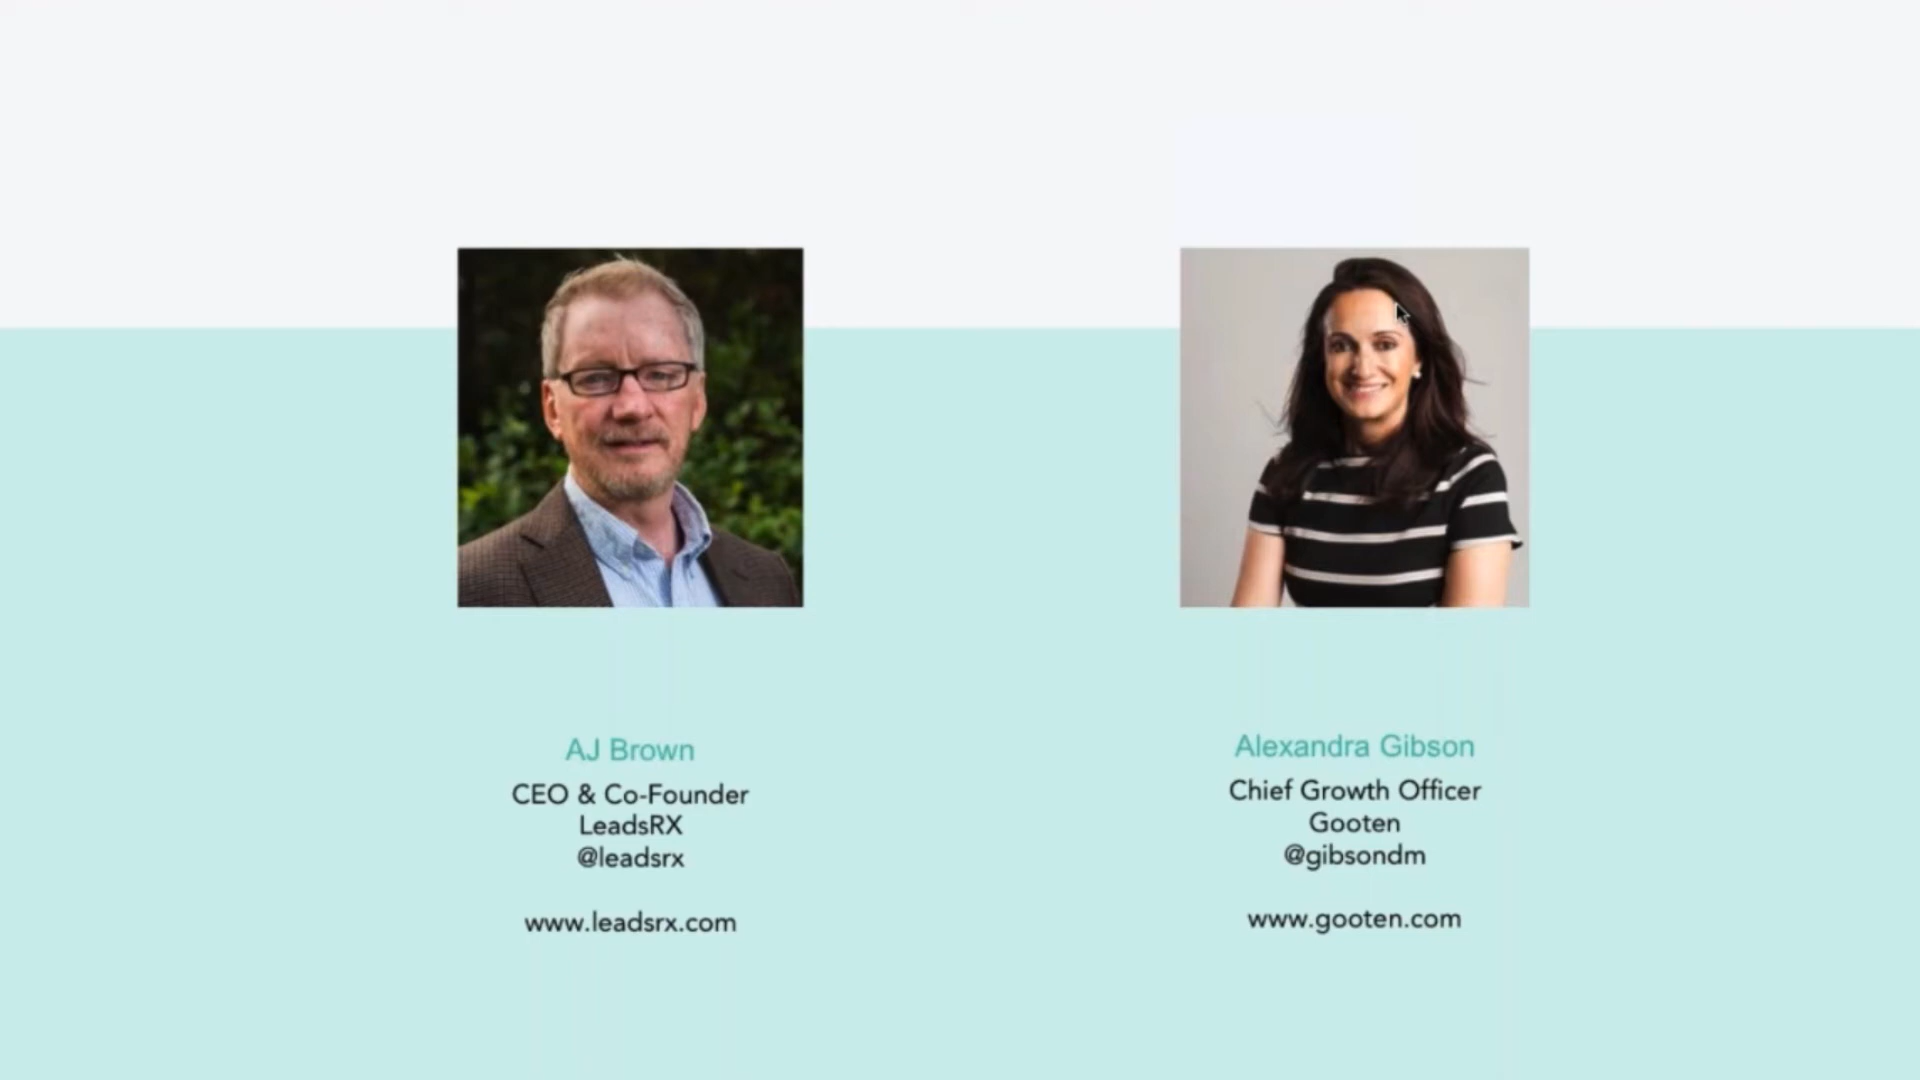 AJ Brown
CEO & Co-Founder
LeadsRX
@leadsrx
www.leadsrx.com
Alexandra Gibson
Chief Growth Officer
Gooten
@gibsondm
www.gooten.com